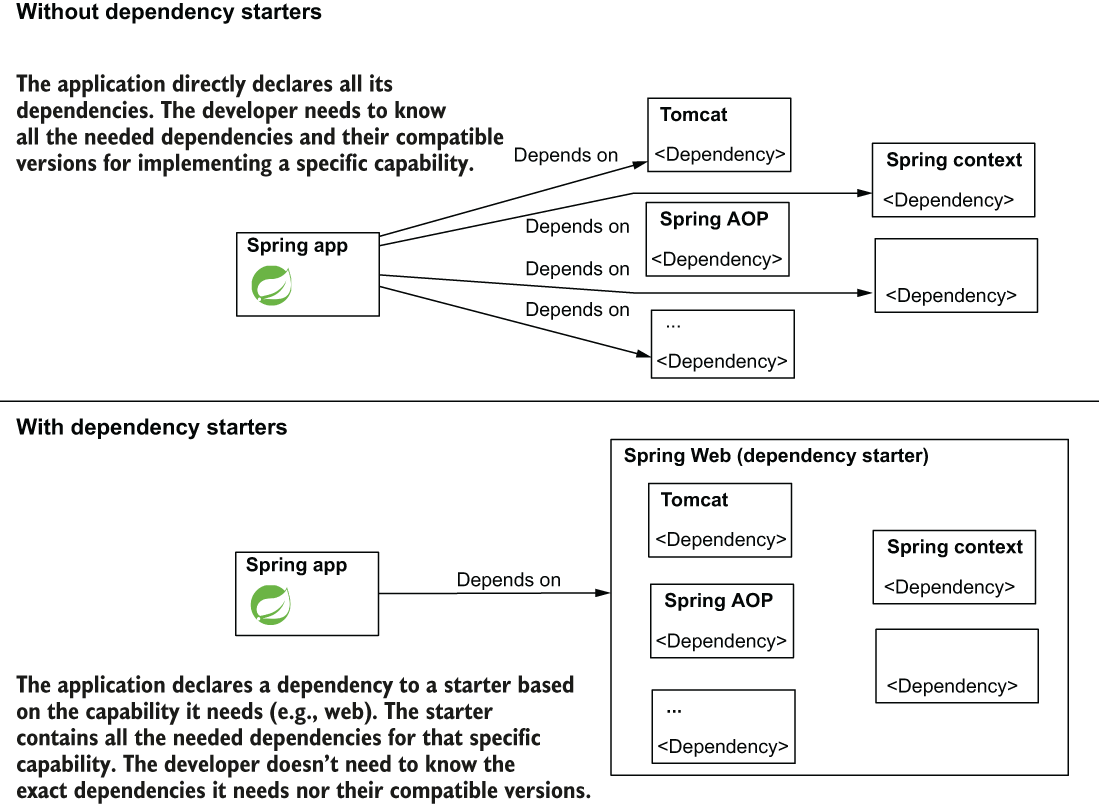 Without dependency starters
The application directly declares all its
dependencies. The developer needs to know
all the needed dependencies and their compatible
versions for implementing a specific capability.
Tomcat
<Dependency>
Depends on
Spring context
<Dependency>
Spring AOP
<Dependency>
Depends on
Spring app
Depends on
<Dependency>
Depends on
...
<Dependency>
With dependency starters
Spring Web (dependency starter)
Tomcat
<Dependency>
Spring context
<Dependency>
Spring app
Depends on
Spring AOP
<Dependency>
<Dependency>
...
<Dependency>
The application declares a dependency to a starter based
on the capability it needs (e.g., web). The starter
contains all the needed dependencies for that specific
capability. The developer doesn’t need to know the
exact dependencies it needs nor their compatible versions.